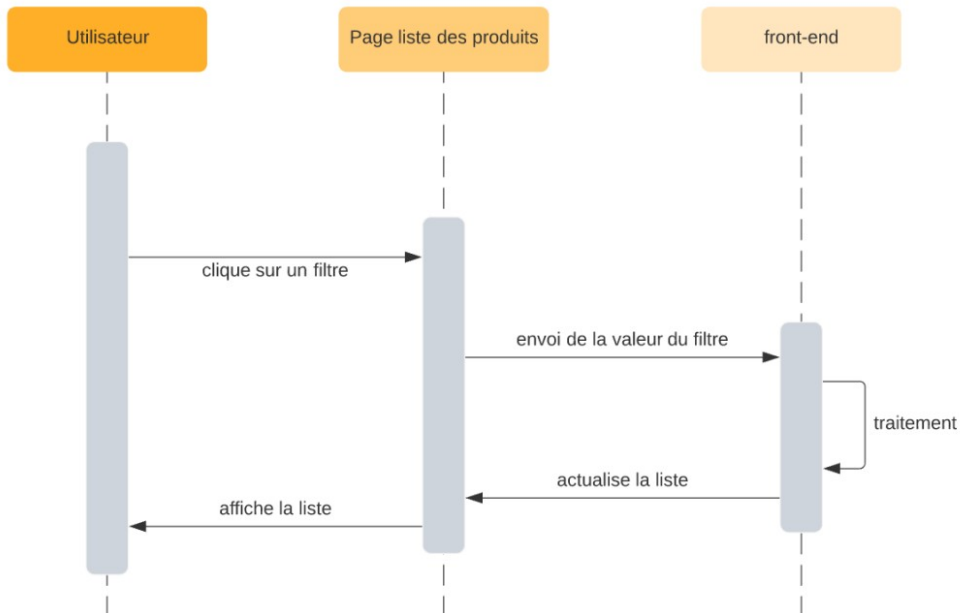 Utilisateur
Page liste des produits
front-end
clique sur un filtre
envoi de la valeur du filtre
traitement
actualise la liste
affiche la liste